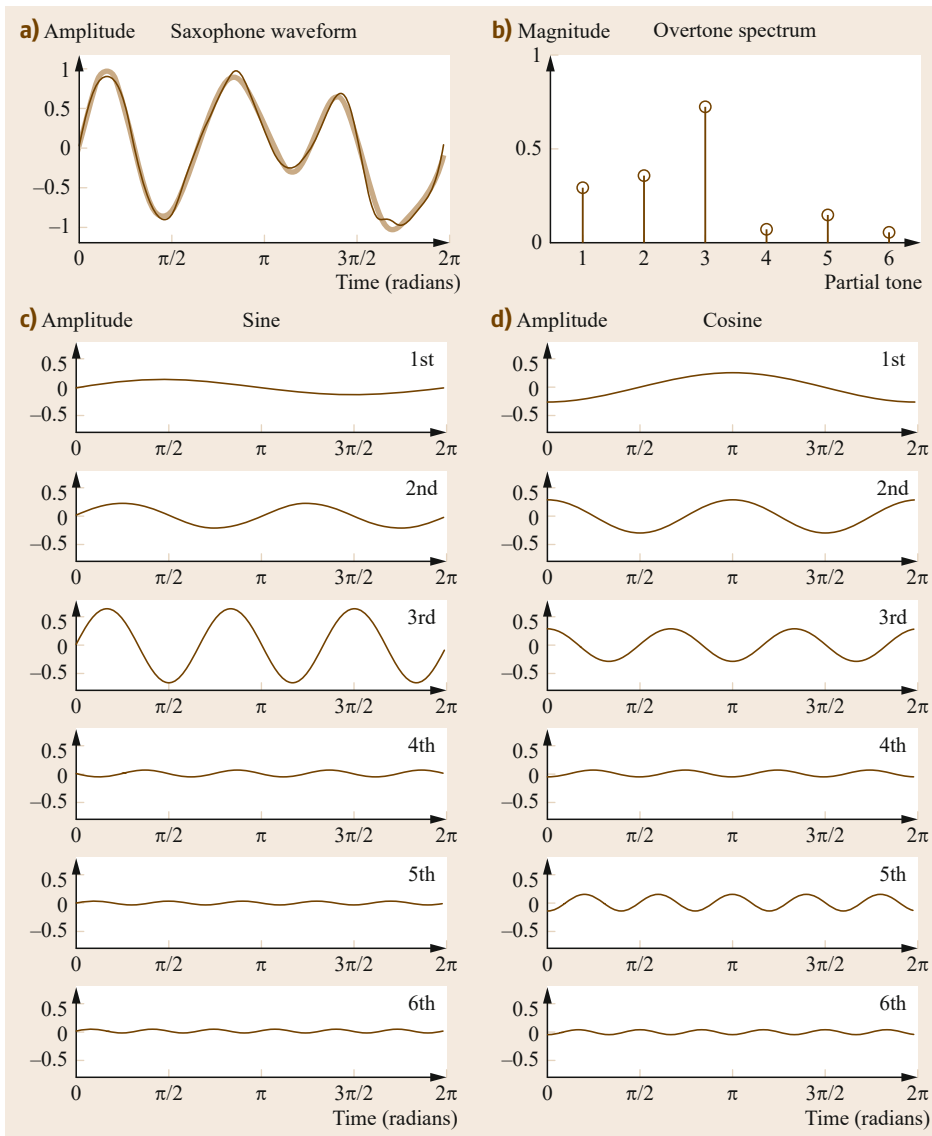 a) Amplitude Saxophone waveform
1
0.5
0
–0.5
–1
0 π/2 π 3π/2 2π
Time (radians)
b) Magnitude Overtone spectrum
1
0.5
0
1 2 3 4 5 6
Partial tone
c) Amplitude Sine
0.5 1st
0
–0.5
0 π/2 π 3π/2 2π
0.5 2nd
0
–0.5
0 π/2 π 3π/2 2π
0.5 3rd
0
–0.5
0 π/2 π 3π/2 2π
0.5 4th
0
–0.5
0 π/2 π 3π/2 2π
0.5 5th
0
–0.5
0 π/2 π 3π/2 2π
0.5 6th
0
–0.5
0 π/2 π 3π/2 2π
Time (radians)
d) Amplitude Cosine
0.5 1st
0
–0.5
0 π/2 π 3π/2 2π
0.5 2nd
0
–0.5
0 π/2 π 3π/2 2π
0.5 3rd
0
–0.5
0 π/2 π 3π/2 2π
0.5 4th
0
–0.5
0 π/2 π 3π/2 2π
0.5 5th
0
–0.5
0 π/2 π 3π/2 2π
0.5 6th
0
–0.5
0 π/2 π 3π/2 2π
Time (radians)